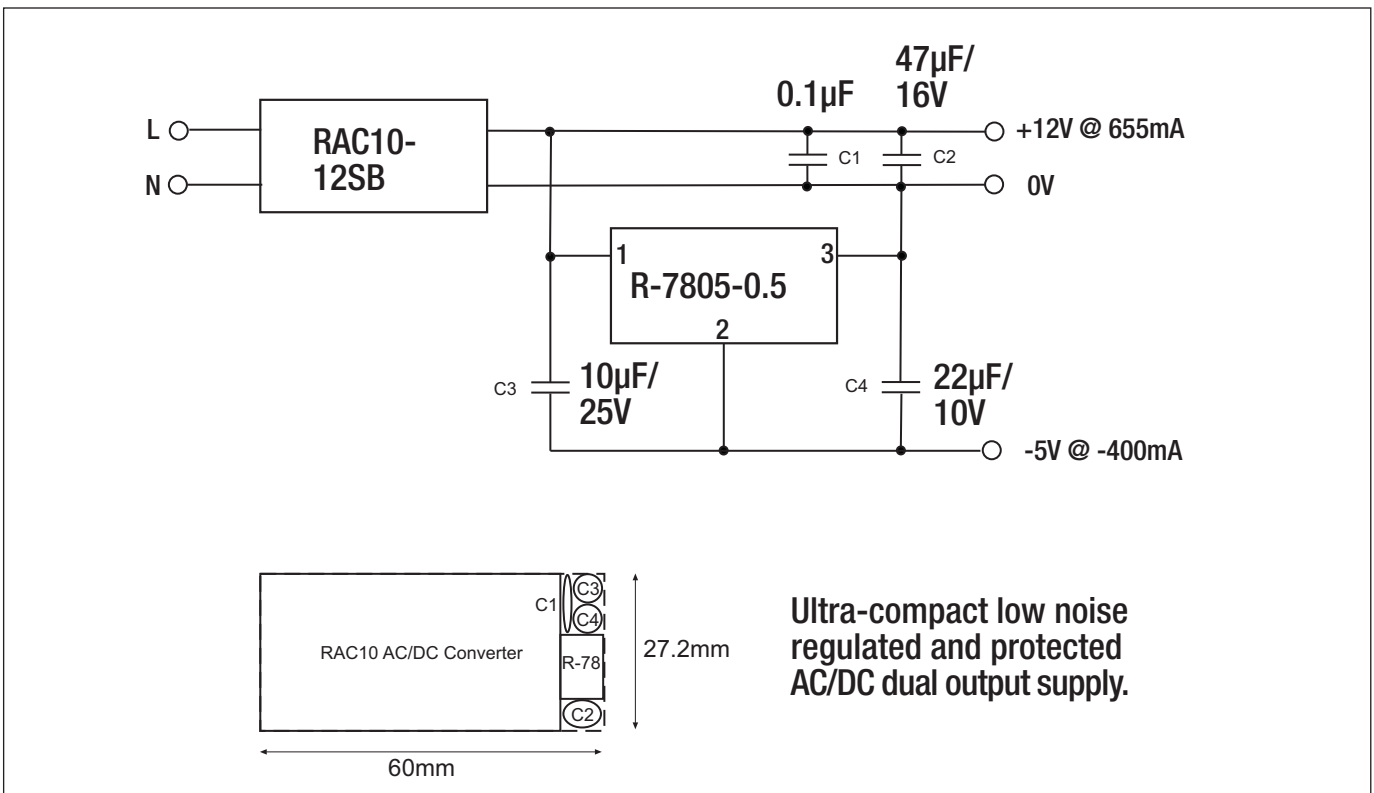 47µF/
16V
0.1µF
L
RAC10-
12SB
+12V @ 655mA
C1
C2
N
0V
1
3
R-7805-0.5
2
C3
10µF/
25V
C4
22µF/
10V
-5V @ -400mA
RAC10 AC/DC Converter
C1
C3
C4
R-78
C2
27.2mm
60mm
Ultra-compact low noise
regulated and protected
AC/DC dual output supply.